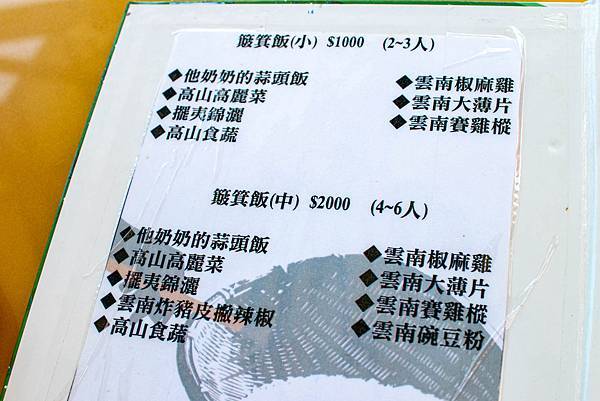 簸箕飯(小) $1000 (2~3人)
◆他奶奶的蒜頭飯
◆高山高麗菜
◆擺夷錦灑
◆高山食蔬
◆雲南椒麻雞
◆雲南大薄片
◆雲南賽雞樅
簸箕飯(中) $2000 (4~6人)
◆他奶奶的蒜頭飯
◆高山高麗菜
◆擺夷錦灑
◆雲南炸豬皮撇辣椒
◆高山食蔬
◆雲南椒麻雞
◆雲南大薄片
◆雲南賽雞樅
◆雲南碗豆粉